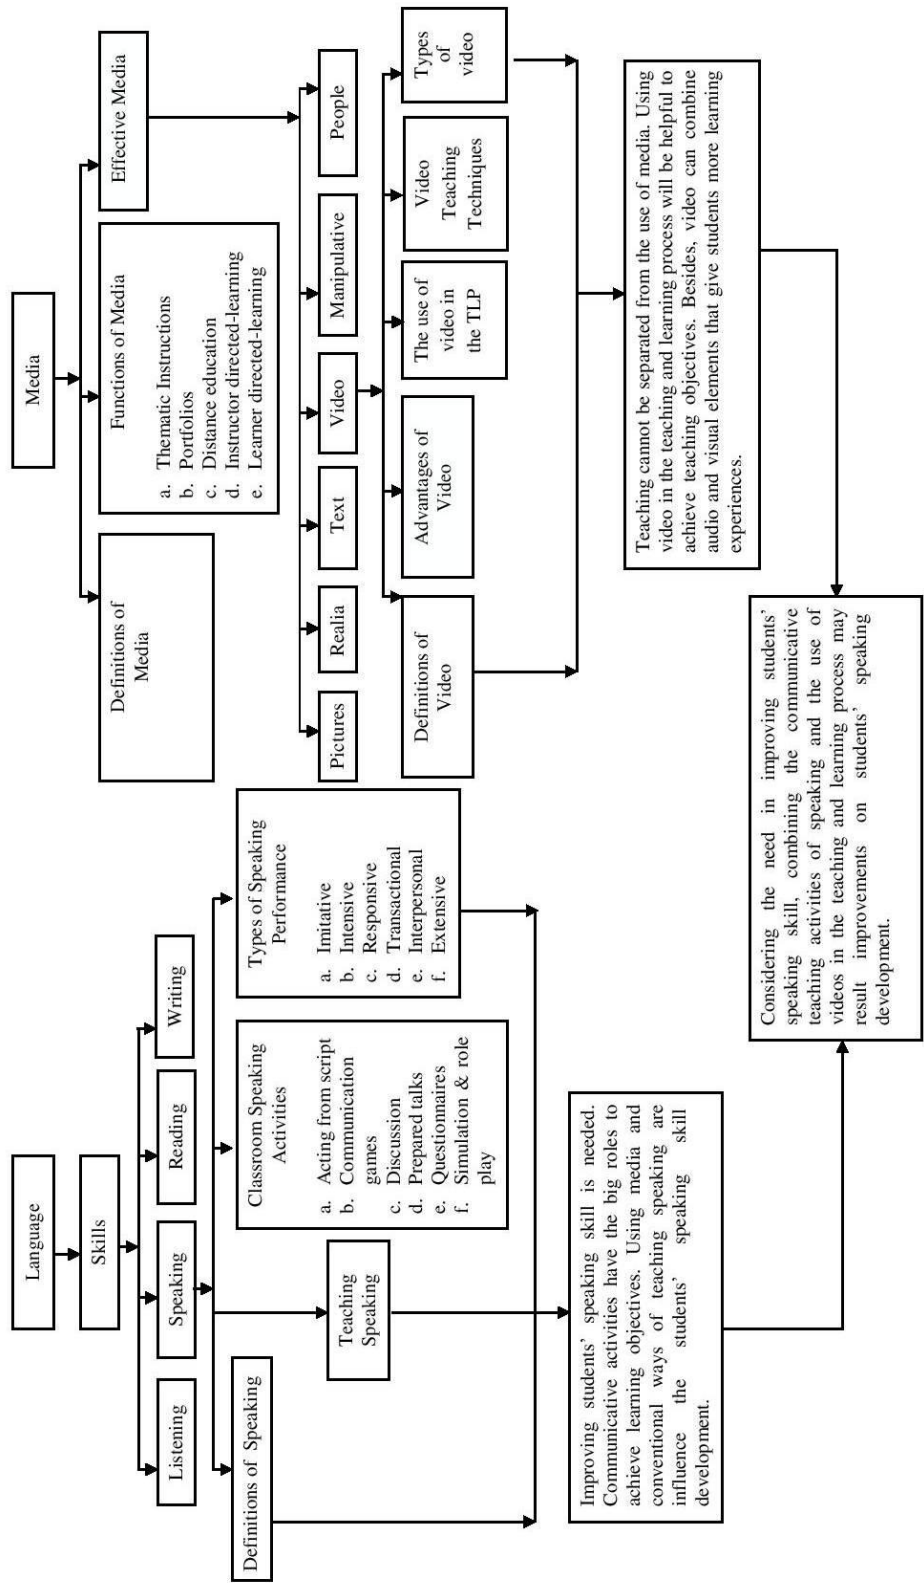 Language
Skills
Listening
Speaking
Reading
Writing
Definitions of Speaking
Teaching
Speaking
Classroom Speaking
Activities
a. Acting from script
b. Communication
games
c. Discussion
d. Prepared talks
e. Questionnaires
f. Simulation & role
play
Types of Speaking
Performance
a. Imitative
b. Intensive
c. Responsive
d. Transactional
e. Interpersonal
f. Extensive
Improving students' speaking skill is needed.
Communicative activities have the big roles to
achieve learning objectives. Using media and
conventional ways of teaching speaking are
influence the students' speaking skill
development.
Media
Definitions of
Media
Functions of Media
a. Thematic Instructions
b. Portfolios
c. Distance education
d. Instructor directed-learning
e. Learner directed-learning
Effective Media
Pictures
Realia
Text
Video
Manipulative
People
Definitions of
Video
Advantages of
Video
The use of
video in
the TLP
Video
Teaching
Techniques
Types
of
video
Teaching cannot be separated from the use of media. Using
video in the teaching and learning process will be helpful to
achieve teaching objectives. Besides, video can combine
audio and visual elements that give students more learning
experiences.
Considering the need in improving students'
speaking skill, combining the communicative
teaching activities of speaking and the use of
videos in the teaching and learning process may
result improvements on students' speaking
development.